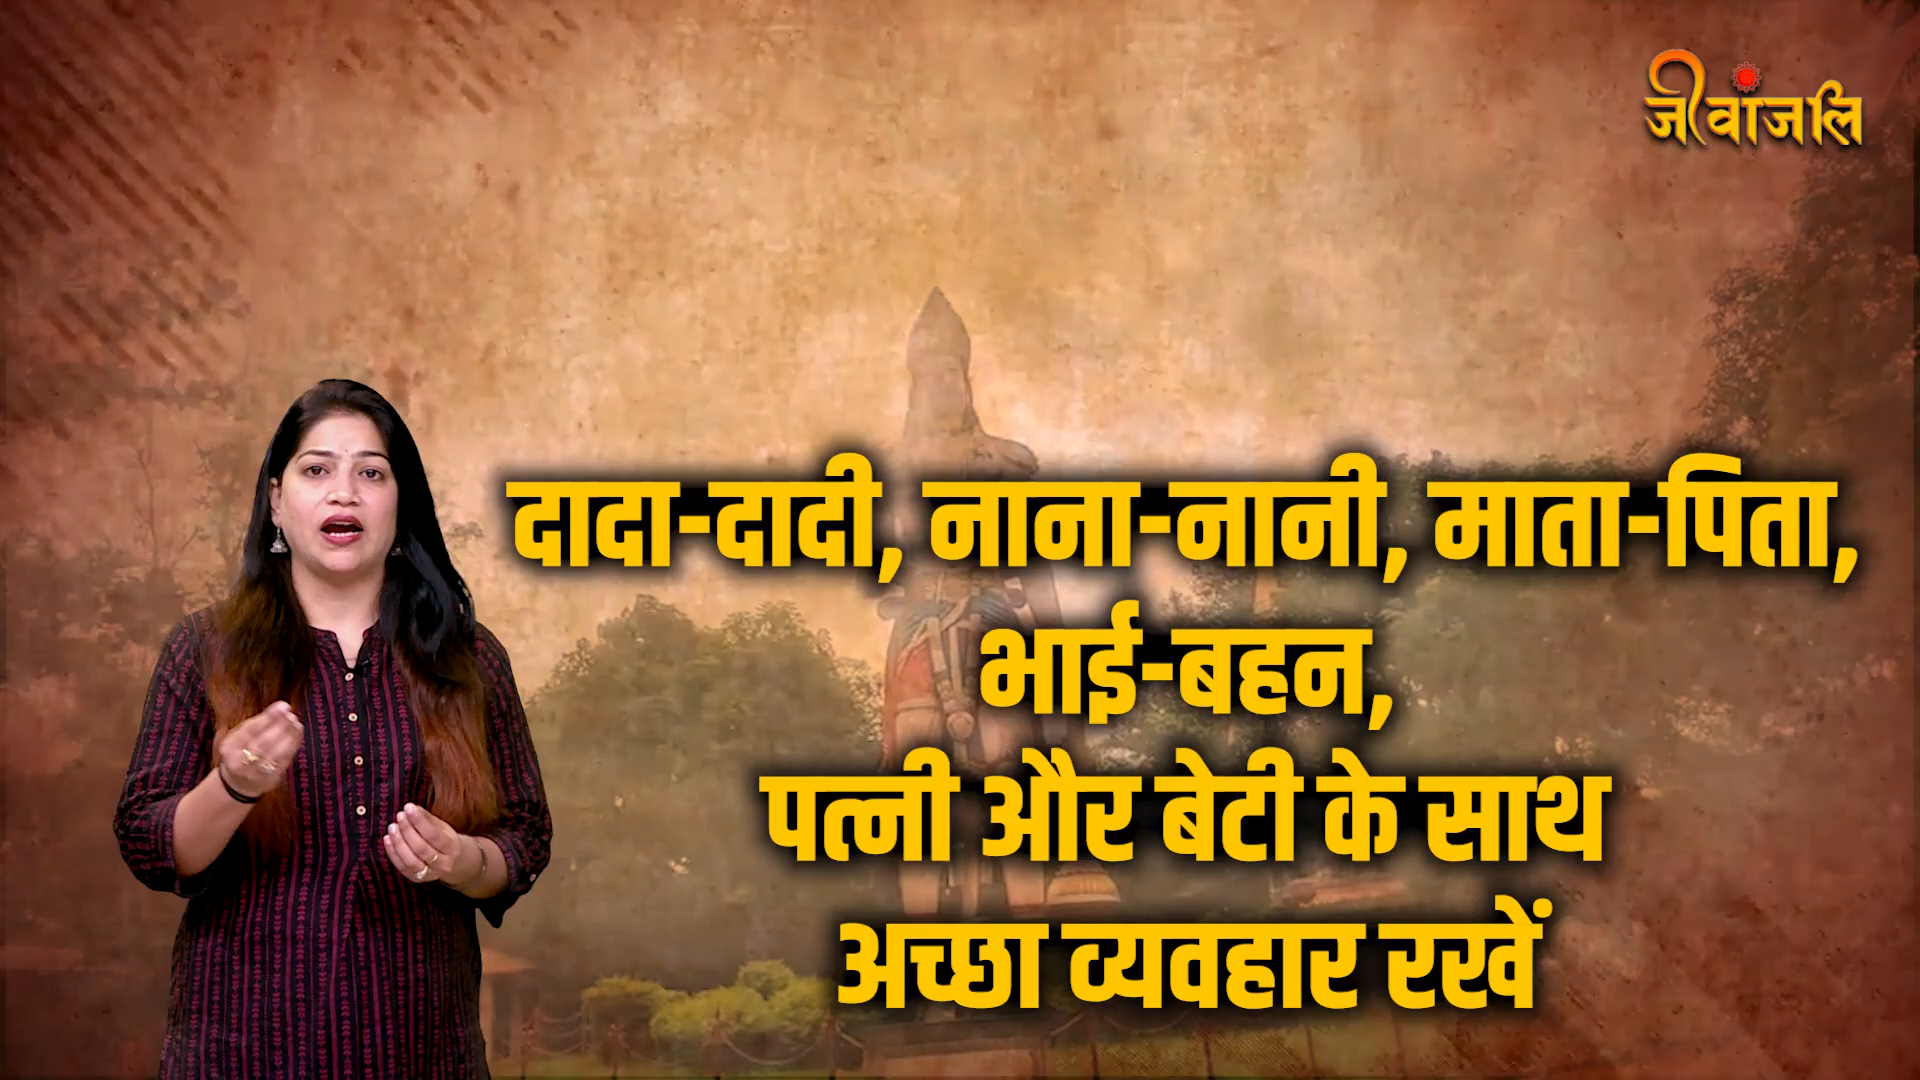 जीवांजलि
दादा-दादी, नाना-नानी, माता-पिता,
भाई-बहन,
पत्नी और बेटी के साथ
अच्छा व्यवहार रखें